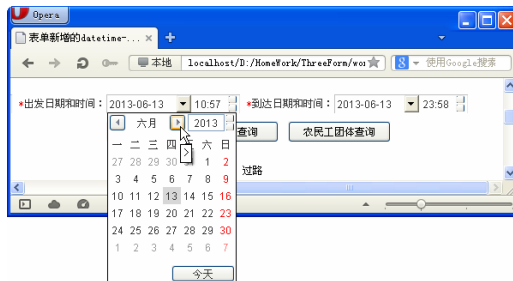 Opera
表单新增的datetime-...
本地 localhost/D:/HomeWork/ThreeForm/wor 使用Google搜索
*出发日期和时间: 2013-06-13 10:57 *到达日期和时间: 2013-06-13 23:58
六月 2013
查询 农民工团体查询
一 二 三 四 六 日
27 28 29 30 1 2
过路
3 4 5 6 7 8 9
10 11 12 13 14 15 16
17 18 19 20 21 22 23
24 25 26 27 28 29 30
1 2 3 4 5 6 7
今天